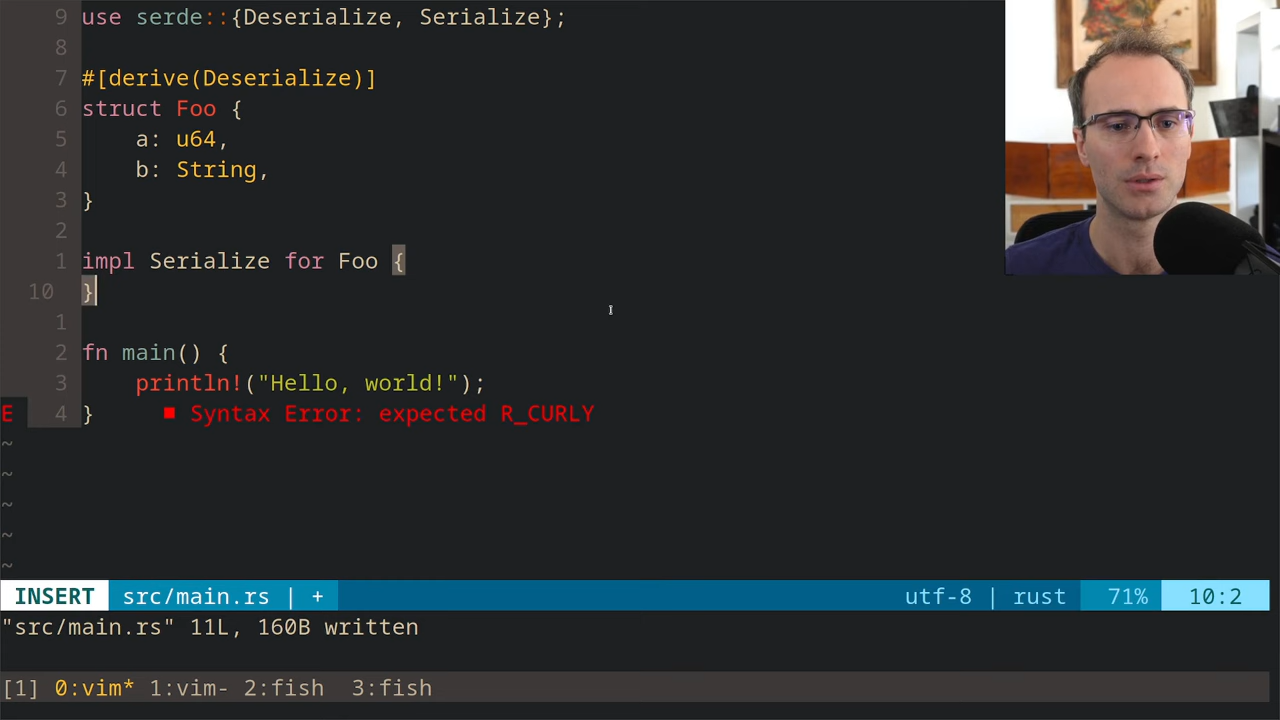 9 use serde::{Deserialize, Serialize};
8
7 #[derive(Deserialize)]
6 struct Foo {
5     a: u64,
4     b: String,
3 }
2
1 impl Serialize for Foo {
10 }
1
2 fn main() {
3     println!("Hello, world!");
E 4 }     ■ Syntax Error: expected R_CURLY
~
~
~
~
~
INSERT src/main.rs | + utf-8 | rust 71% 10:2
"src/main.rs" 11L, 160B written
[1] 0:vim* 1:vim- 2:fish  3:fish